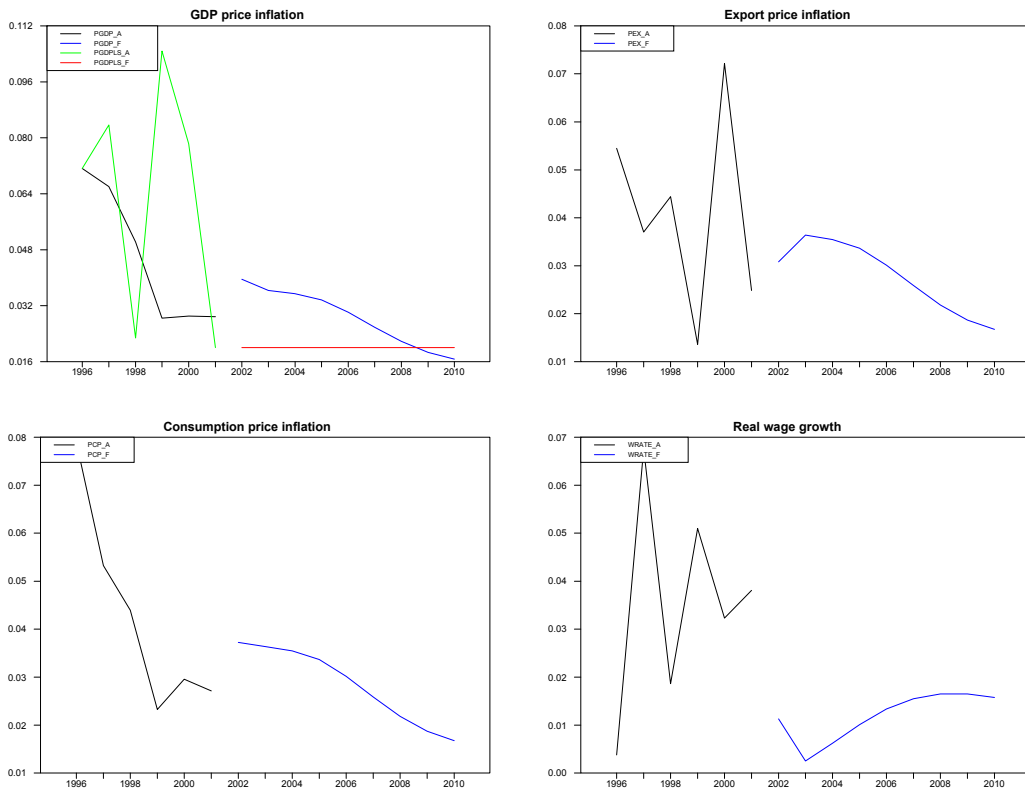 GDP price inflation
0.112
0.096
0.080
0.064
0.048
0.032
0.016
PGDP_A
PGDP_F
PGDPLS_A
PGDPLS_F
1996 1998 2000 2002 2004 2006 2008 2010
Export price inflation
0.08
0.07
0.06
0.05
0.04
0.03
0.02
0.01
PEX_A
PEX_F
1996 1998 2000 2002 2004 2006 2008 2010
Consumption price inflation
0.08
0.07
0.06
0.05
0.04
0.03
0.02
0.01
PCP_A
PCP_F
1996 1998 2000 2002 2004 2006 2008 2010
Real wage growth
0.07
0.06
0.05
0.04
0.03
0.02
0.01
0.00
WRATE_A
WRATE_F
1996 1998 2000 2002 2004 2006 2008 2010